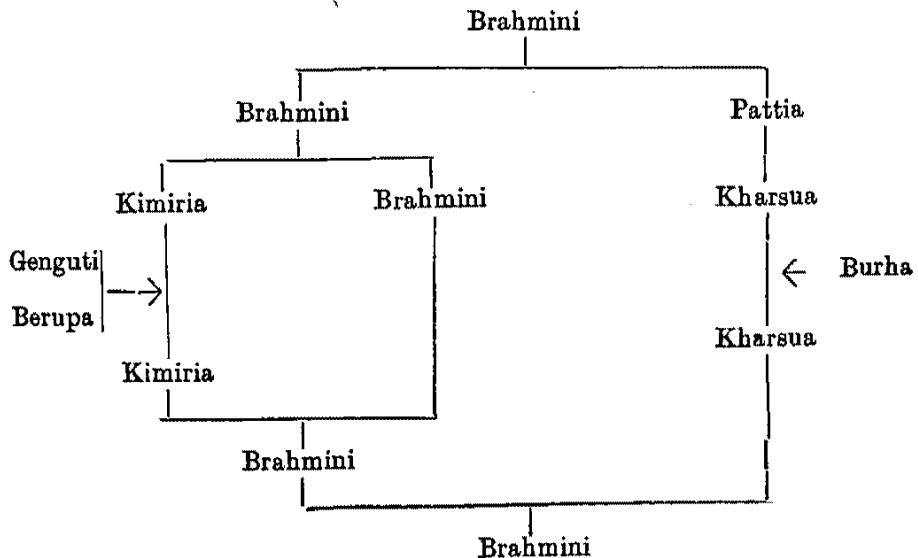 Brahmini
Brahmini Pattia
Kimiria Brahmini Kharsua
Genguti Burha
Berupa
Kharsua
Kimiria
Brahmini
Brahmini